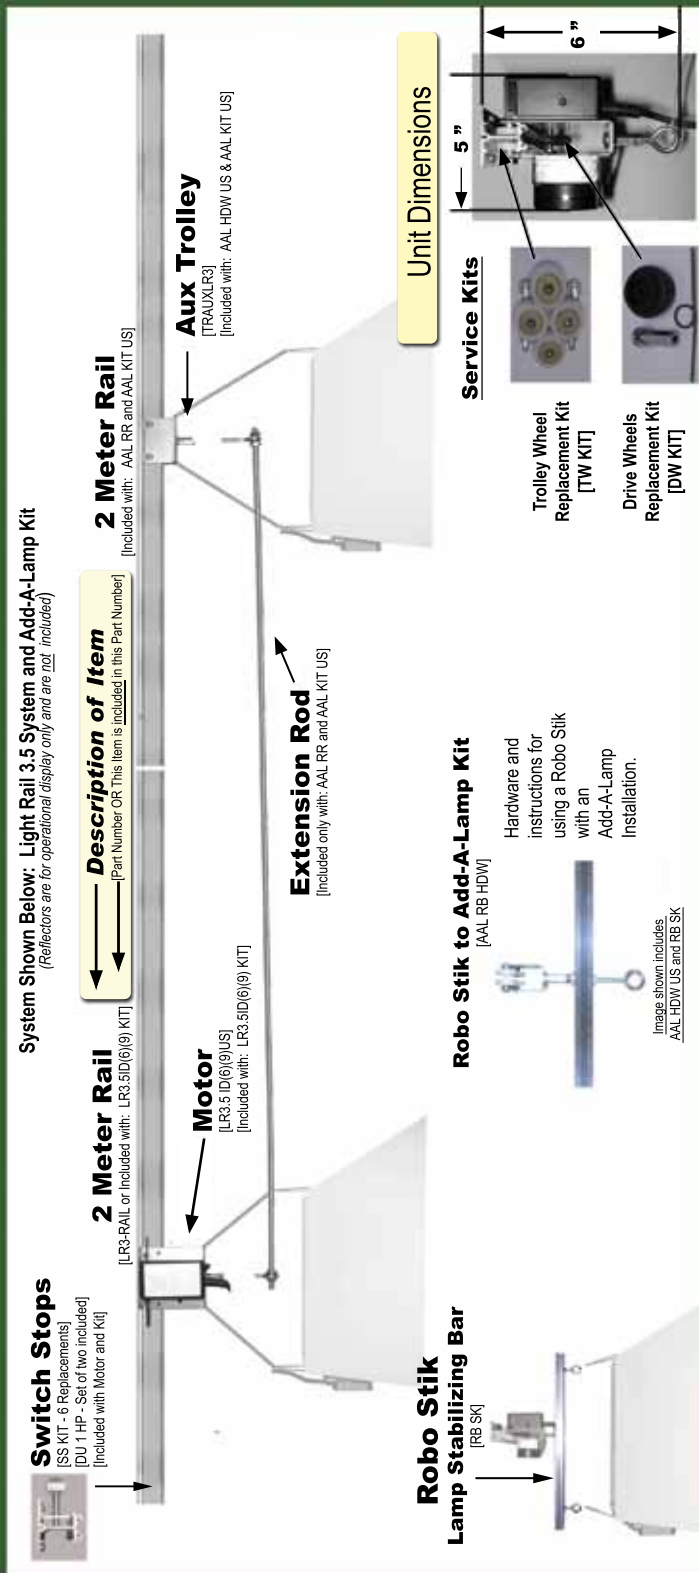 System Shown Below:  Light Rail 3.5 System and Add-A-Lamp Kit
(Reflectors are for operational display only and are not included)
Switch Stops
[SS KIT - 6 Replacements]
[DU 1 HP - Set of two included]
[Included with Motor and Kit]
2 Meter Rail
[LR3-RAIL or Included with:  LR3.5ID(6)(9) KIT]
Description of Item
[Part Number OR This Item is included in this Part Number]
2 Meter Rail
[Included with:  AAL RR and AAL KIT US]
Motor
[LR3.5 ID(6)(9)US]
[Included with:  LR3.5ID(6)(9) KIT]
Aux Trolley
[TRAUXLR3]
[Included with:  AAL HDW US & AAL KIT US]
Extension Rod
[Included only with: AAL RR and AAL KIT US]
Robo Stik
Lamp Stabilizing Bar
[RB SK]
Robo Stik to Add-A-Lamp Kit
[AAL RB HDW]
Hardware and
instructions for
using a Robo Stik
with an
Add-A-Lamp
Installation.
Image shown includes
AAL HDW US and RB SK
Unit Dimensions
5 "
6 "
Service Kits
Trolley Wheel
Replacement Kit
[TW KIT]
Drive Wheels
Replacement Kit
[DW KIT]